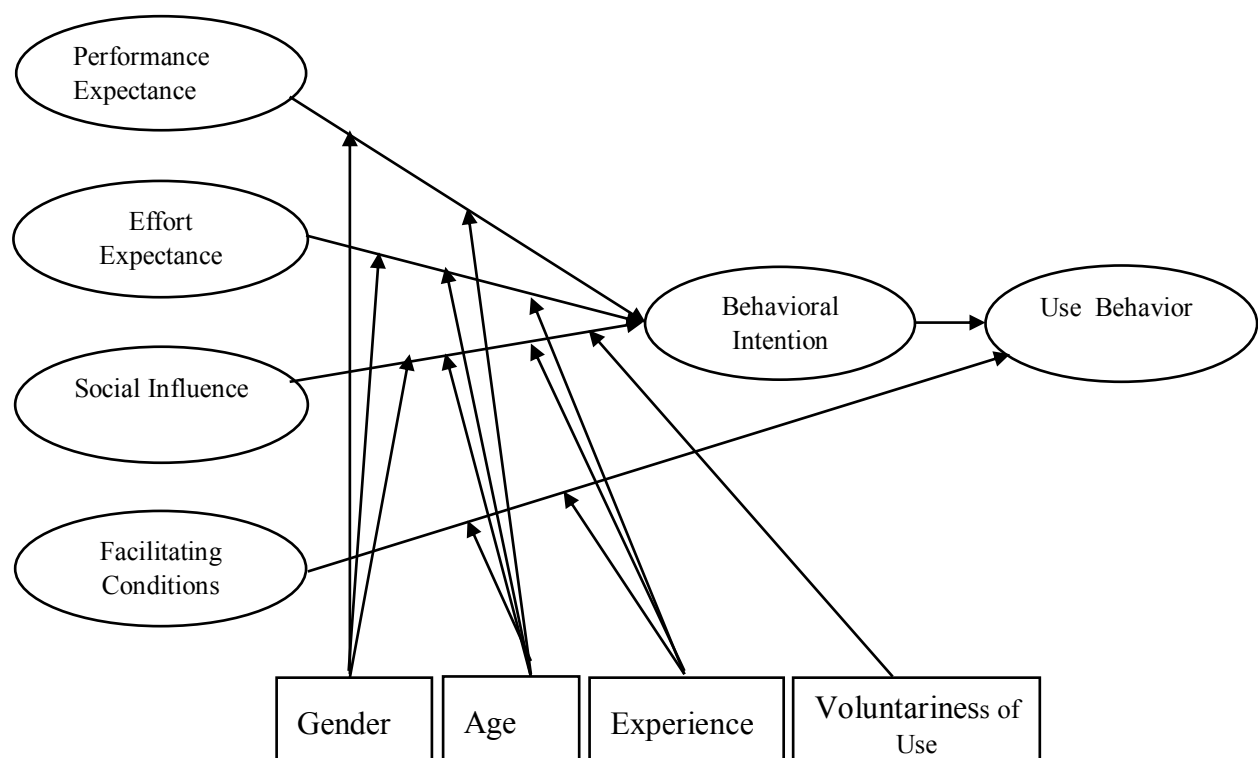 Performance
Expectance
Effort
Expectance
Social Influence
Facilitating
Conditions
Behavioral
Intention
Use Behavior
Gender
Age
Experience
Voluntariness of
Use